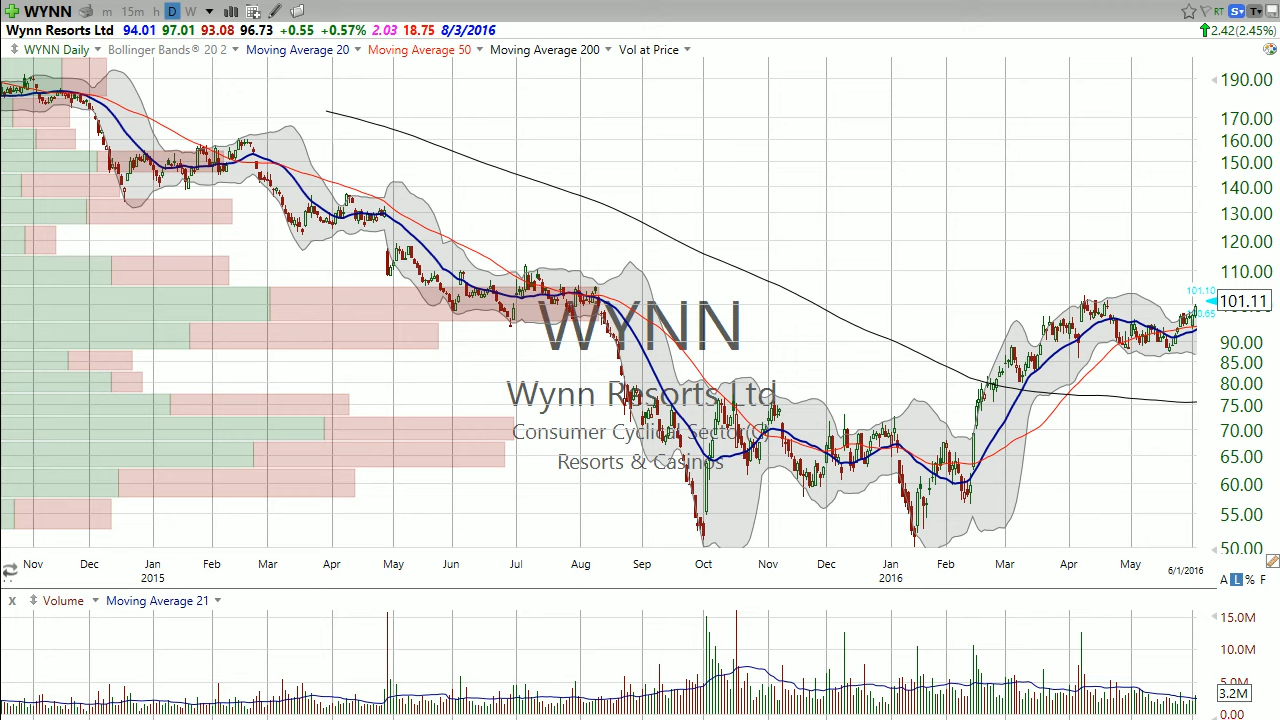 WYNN m 15m h D W RT S T
Wynn Resorts Ltd 94.01 97.01 93.08 96.73 +0.55 +0.57% 2.03 18.75 8/3/2016 2.42(2.45%)
WYNN Daily Bollinger Bands® 20 2 Moving Average 20 Moving Average 50 Moving Average 200 Vol at Price
190.00
170.00
160.00
150.00
140.00
130.00
120.00
110.00
101.10
101.11
90.00
85.00
80.00
75.00
70.00
65.00
60.00
55.00
50.00
WYNN
Wynn Resorts Ltd
Consumer Cyclical Sector
Resorts & Casinos
Nov Dec Jan Feb Mar Apr May Jun Jul Aug Sep Oct Nov Dec Jan Feb Mar Apr May 6/1/2016
2015 2016
A L % F
X Volume Moving Average 21
15.0M
10.0M
5.0M
3.2M
0.00